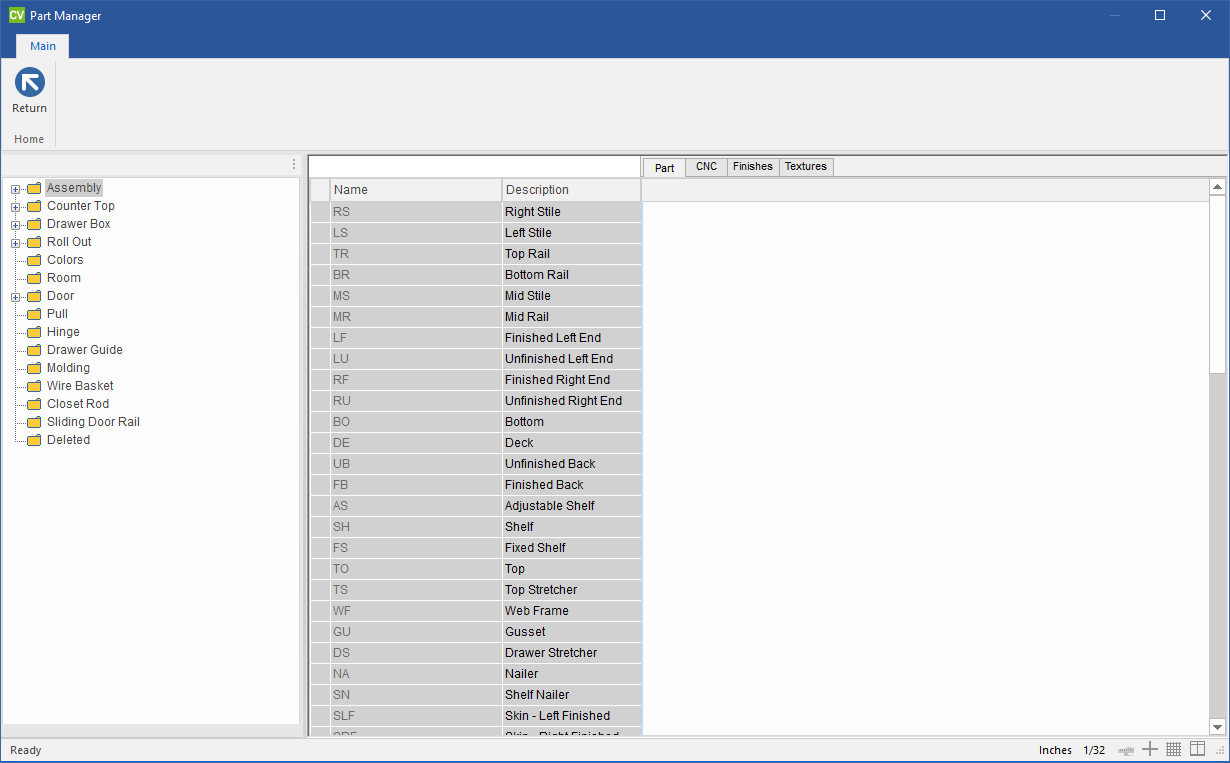 CV Part Manager
Main
Return
Home
Assembly
Counter Top
Drawer Box
Roll Out
Colors
Room
Door
Pull
Hinge
Drawer Guide
Molding
Wire Basket
Closet Rod
Sliding Door Rail
Deleted
Part CNC Finishes Textures
Name Description
RS Right Stile
LS Left Stile
TR Top Rail
BR Bottom Rail
MS Mid Stile
MR Mid Rail
LF Finished Left End
LU Unfinished Left End
RF Finished Right End
RU Unfinished Right End
BO Bottom
DE Deck
UB Unfinished Back
FB Finished Back
AS Adjustable Shelf
SH Shelf
FS Fixed Shelf
TO Top
TS Top Stretcher
WF Web Frame
GU Gusset
DS Drawer Stretcher
NA Nailer
SN Shelf Nailer
SLF Skin - Left Finished
Skin - Right Finished
Ready
Inches 1/32